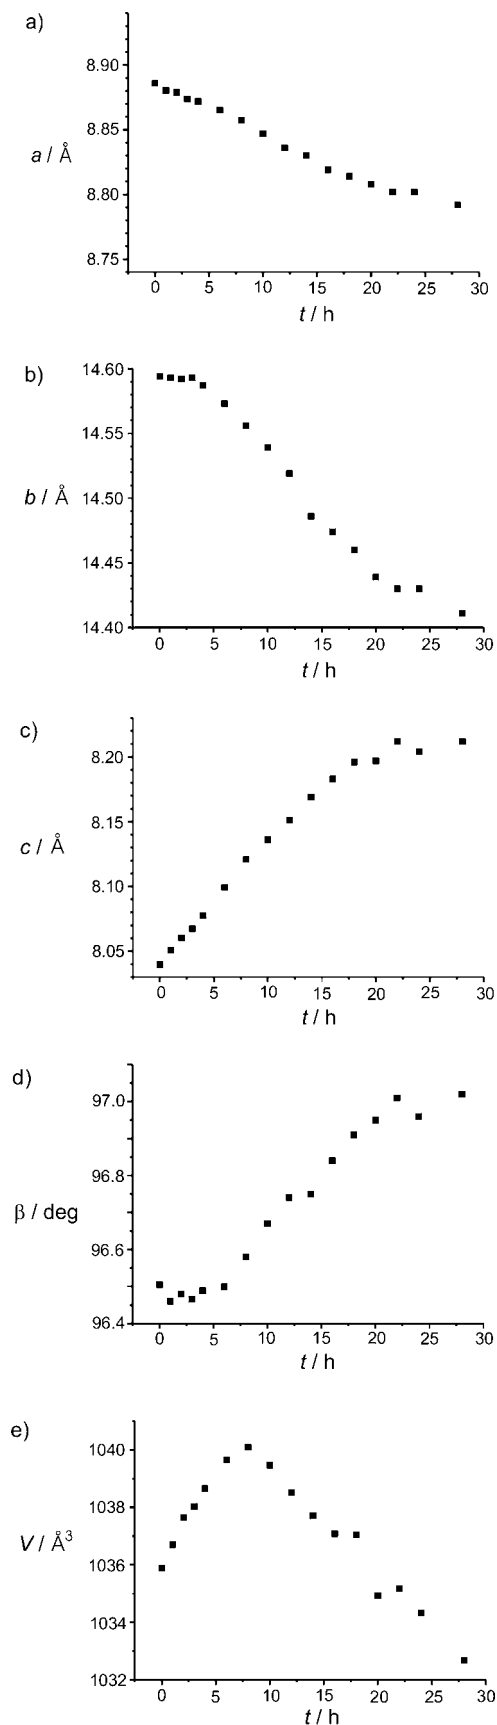 a)
8.90
8.85
a / Å
8.80
8.75
0 5 10 15 20 25 30
t / h
b)
14.60
14.55
b / Å
14.50
14.45
14.40
0 5 10 15 20 25 30
t / h
c)
8.20
8.15
c / Å
8.10
8.05
0 5 10 15 20 25 30
t / h
d)
97.0
96.8
β / deg
96.6
96.4
0 5 10 15 20 25 30
t / h
e)
1040
1038
V / Å³
1036
1034
1032
0 5 10 15 20 25 30
t / h